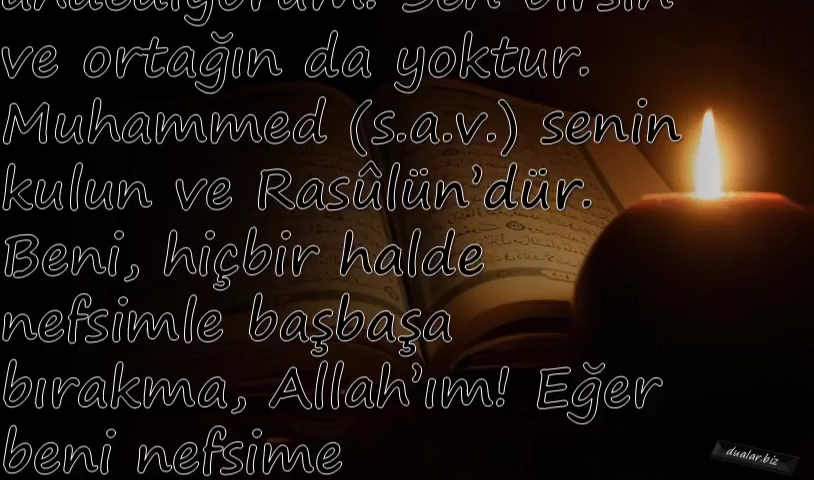 ve ortağın da yoktur.
Muhammed (s.a.v.) senin
kulun ve Rasûlün’dür.
Beni, hiçbir halde
nefsimle başbaşa
bırakma, Allah’ım! Eğer
beni nefsime
dualar.biz